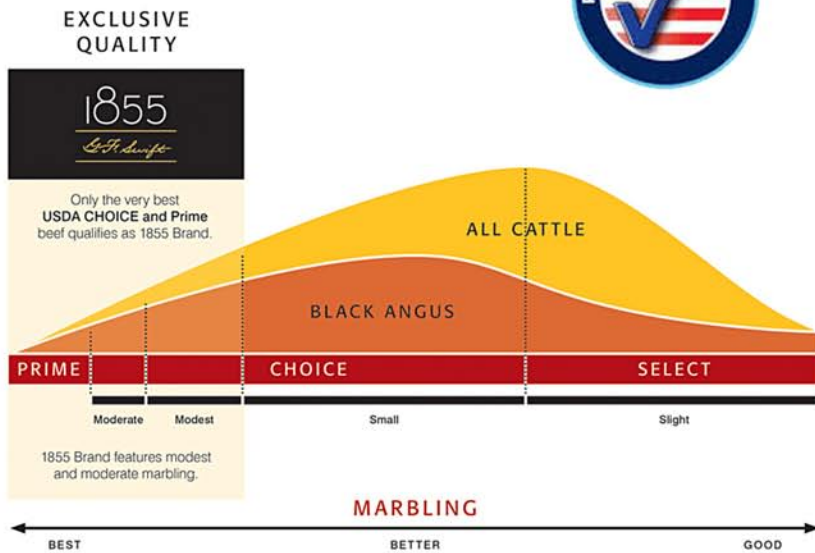 EXCLUSIVE
QUALITY
1855
G.F. Swift
Only the very best
USDA CHOICE and Prime
beef qualifies as 1855 Brand.
ALL CATTLE
BLACK ANGUS
PRIME
CHOICE
SELECT
Moderate
Modest
Small
Slight
1855 Brand features modest
and moderate marbling.
MARBLING
BEST
BETTER
GOOD